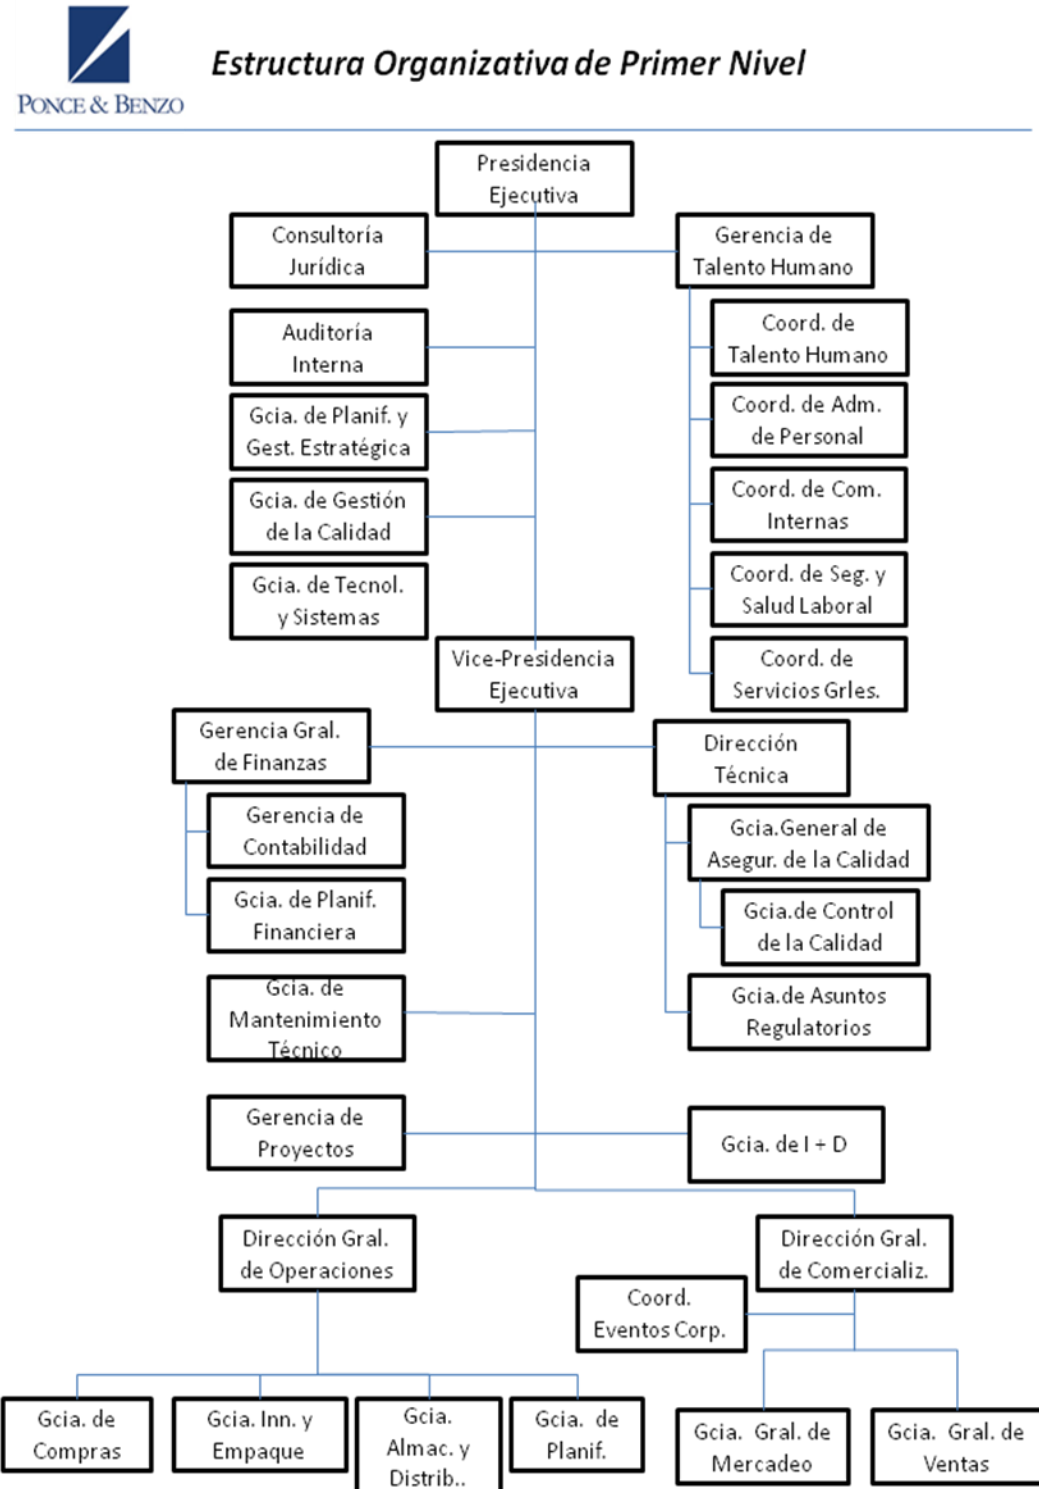 PONCE & BENZO
Estructura Organizativa de Primer Nivel
Presidencia
Ejecutiva
Consultoría
Jurídica
Gerencia de
Talento Humano
Auditoría
Interna
Coord. de
Talento Humano
Gcia. de Planif. y
Gest. Estratégica
Coord. de Adm.
de Personal
Gcia. de Gestión
de la Calidad
Coord. de Com.
Internas
Gcia. de Tecnol.
y Sistemas
Coord. de Seg. y
Salud Laboral
Vice-Presidencia
Ejecutiva
Coord. de
Servicios Grles.
Gerencia Gral.
de Finanzas
Dirección
Técnica
Gerencia de
Contabilidad
Gcia.General de
Asegur. de la Calidad
Gcia. de Planif.
Financiera
Gcia.de Control
de la Calidad
Gcia. de
Mantenimiento
Técnico
Gcia.de Asuntos
Regulatorios
Gerencia de
Proyectos
Gcia. de I + D
Dirección Gral.
de Operaciones
Dirección Gral.
de Comercializ.
Coord.
Eventos Corp.
Gcia. de
Compras
Gcia. Inn. y
Empaque
Gcia.
Almac. y
Distrib..
Gcia. de
Planif.
Gcia. Gral. de
Mercadeo
Gcia. Gral. de
Ventas